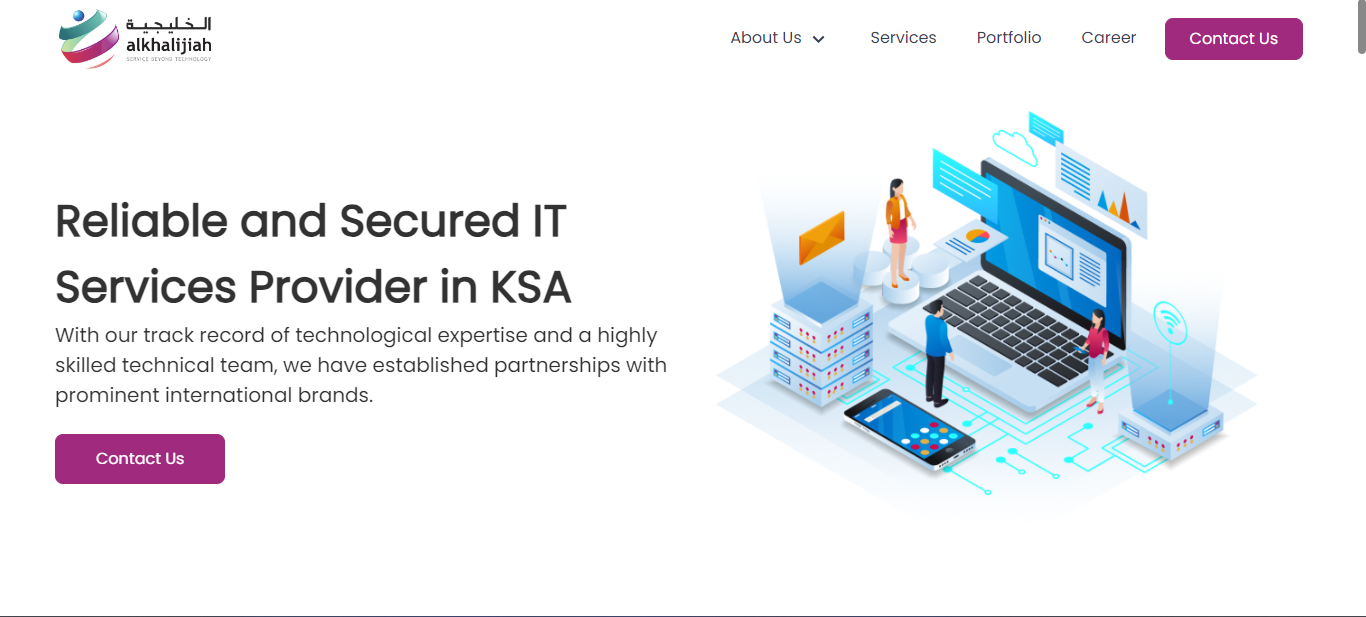 الخليجية
alkhalijiah
SERVICE BEYOND TECHNOLOGY
About Us
Services
Portfolio
Career
Contact Us
Reliable and Secured IT
Services Provider in KSA
With our track record of technological expertise and a highly
skilled technical team, we have established partnerships with
prominent international brands.
Contact Us